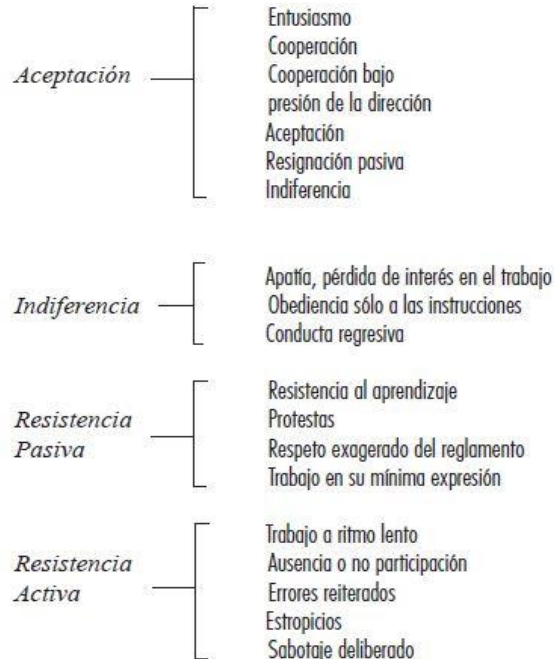 Aceptación
Entusiasmo
Cooperación
Cooperación bajo
presión de la dirección
Aceptación
Resignación pasiva
Indiferencia
Indiferencia
Apatía, pérdida de interés en el trabajo
Obediencia sólo a las instrucciones
Conducta regresiva
Resistencia
Pasiva
Resistencia al aprendizaje
Protestas
Respeto exagerado del reglamento
Trabajo en su mínima expresión
Resistencia
Activa
Trabajo a ritmo lento
Ausencia o no participación
Errores reiterados
Estropicios
Sabotaje deliberado